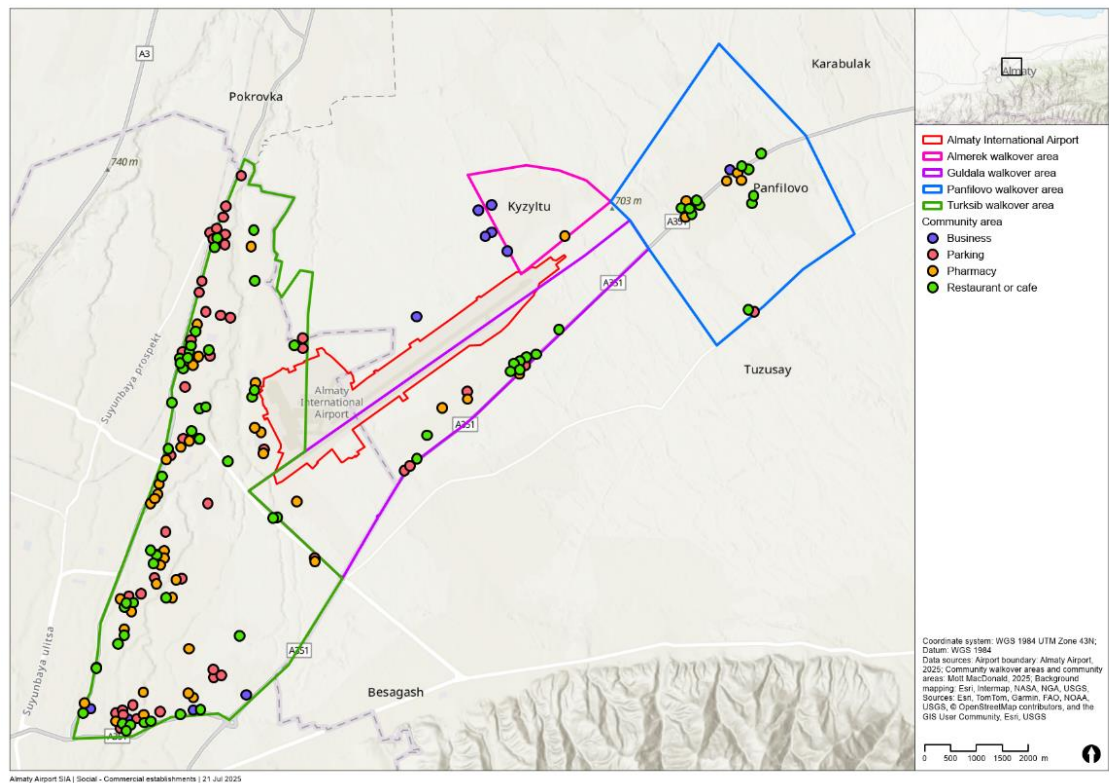 A3
Karabulak
Pokrovka
Almaty
740 m
Almaty International Airport
Almerek walkover area
Guldala walkover area
Panfilovo walkover area
Turksib walkover area
Community area
Business
Parking
Pharmacy
Restaurant or cafe
Panfilovo
Kyzyltu
703 m
A351
A351
Suyunbaya prospekt
Tuzusay
Almaty
International
Airport
A351
Suyunbaya ulitsa
A351
Besagash
A351
Coordinate system: WGS 1984 UTM Zone 43N;
Datum: WGS 1984
Data sources: Airport boundary: Almaty Airport,
2025; Community walkover areas and community
areas: Mott MacDonald, 2025; Background
mapping: Esri, Intermap, NASA, NGA, USGS,
Sources: Esri, TomTom, Garmin, FAO, NOAA,
USGS, © OpenStreetMap contributors, and the
GIS User Community, Esri, USGS
0 500 1000 1500 2000 m
Almaty Airport SIA | Social - Commercial establishments | 21 Jul 2025